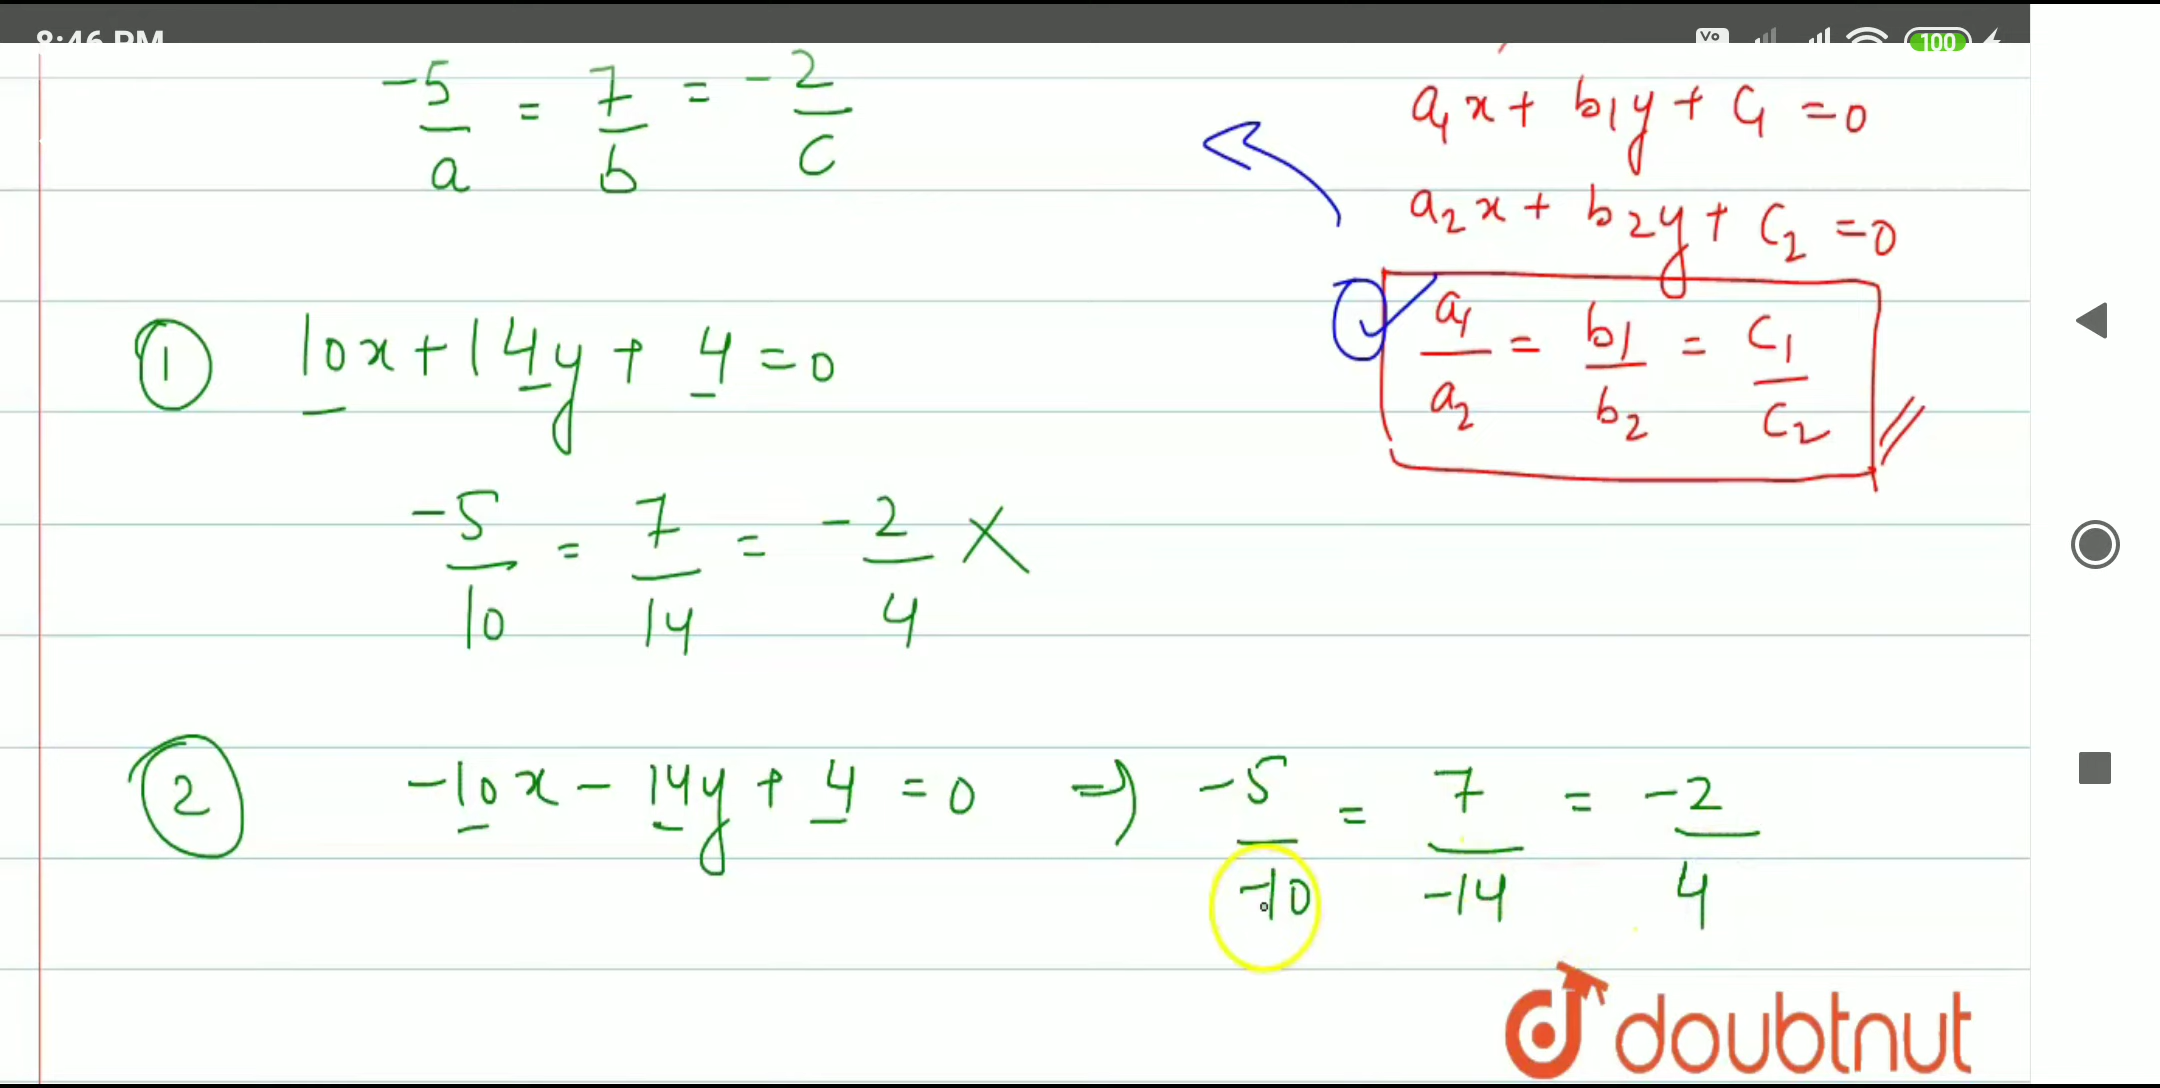 8:46 PM Vo 100
-5/a = 7/b = -2/c
a₁x + b₁y + c₁ = 0
a₂x + b₂y + c₂ = 0
a₁/a₂ = b₁/b₂ = c₁/c₂
① 10x + 14y + 4 = 0
-5/10 = 7/14 = -2/4 X
② -10x - 14y + 4 = 0 ⇒ -5/-10 = 7/-14 = -2/4
doubtnut